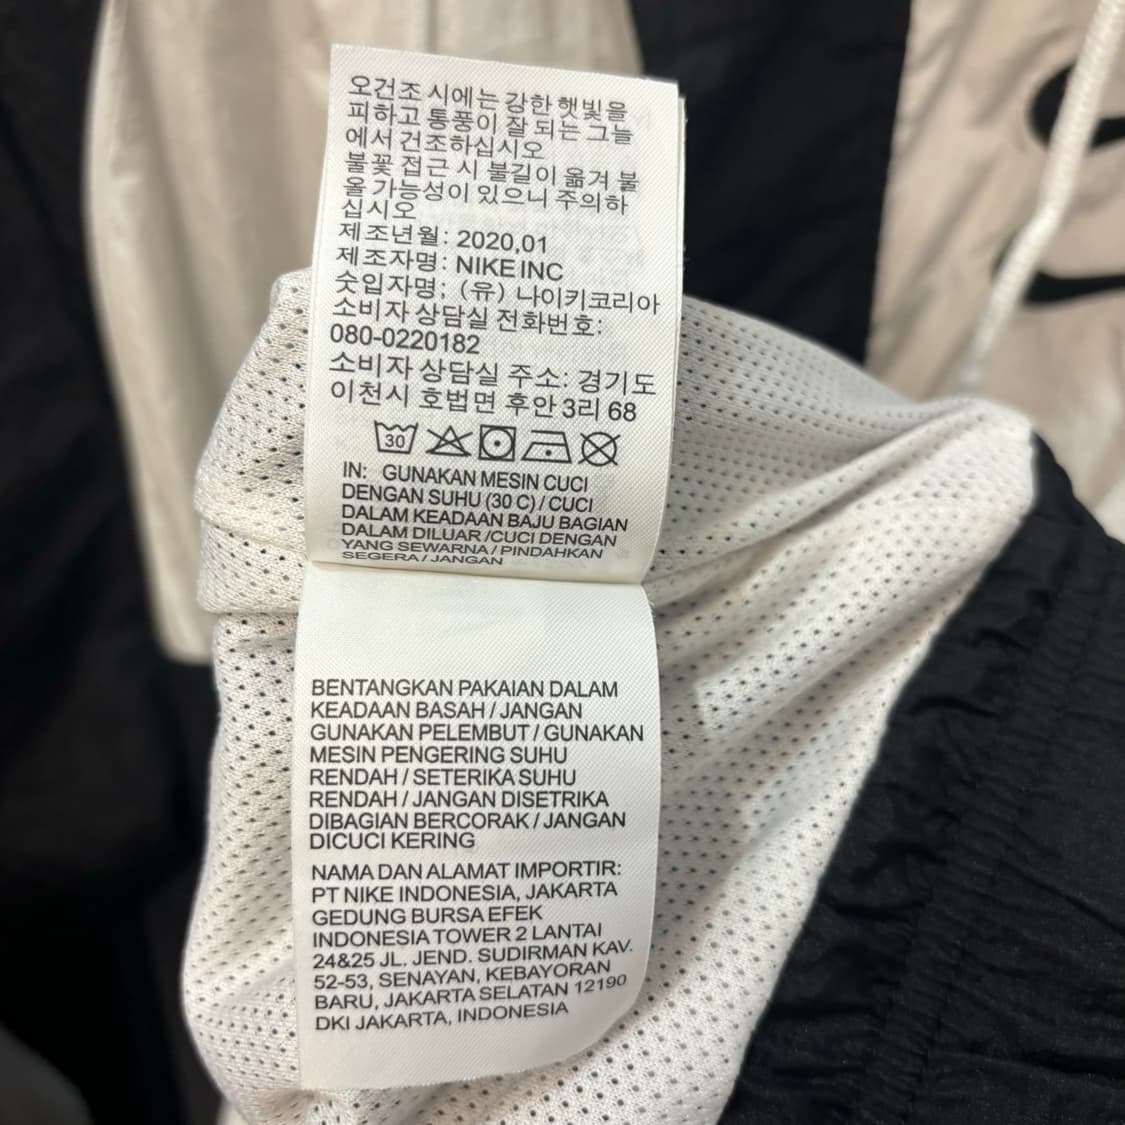 오건조 시에는 강한 햇빛을
피하고 통풍이 잘 되는 그늘
에서 건조하십시오
불꽃 접근 시 불길이 옮겨 붙
올 가능성이 있으니 주의하
십시오
제조년월: 2020,01
제조자명: NIKE INC
숫입자명; (유) 나이키코리아
소비자 상담실 전화번호:
080-0220182
소비자 상담실 주소: 경기도
이천시 호법면 후안 3리 68
30
IN: GUNAKAN MESIN CUCI
DENGAN SUHU (30 C) / CUCI
DALAM KEADAAN BAJU BAGIAN
DALAM DILUAR /CUCI DENGAN
YANG SEWARNA / PINDAHKAN
SEGERA / JANGAN
BENTANGKAN PAKAIAN DALAM
KEADAAN BASAH / JANGAN
GUNAKAN PELEMBUT / GUNAKAN
MESIN PENGERING SUHU
RENDAH / SETERIKA SUHU
RENDAH / JANGAN DISETRIKA
DIBAGIAN BERCORAK / JANGAN
DICUCI KERING
NAMA DAN ALAMAT IMPORTIR:
PT NIKE INDONESIA, JAKARTA
GEDUNG BURSA EFEK
INDONESIA TOWER 2 LANTAI
24&25 JL. JEND. SUDIRMAN KAV.
52-53, SENAYAN, KEBAYORAN
BARU, JAKARTA SELATAN 12190
DKI JAKARTA, INDONESIA